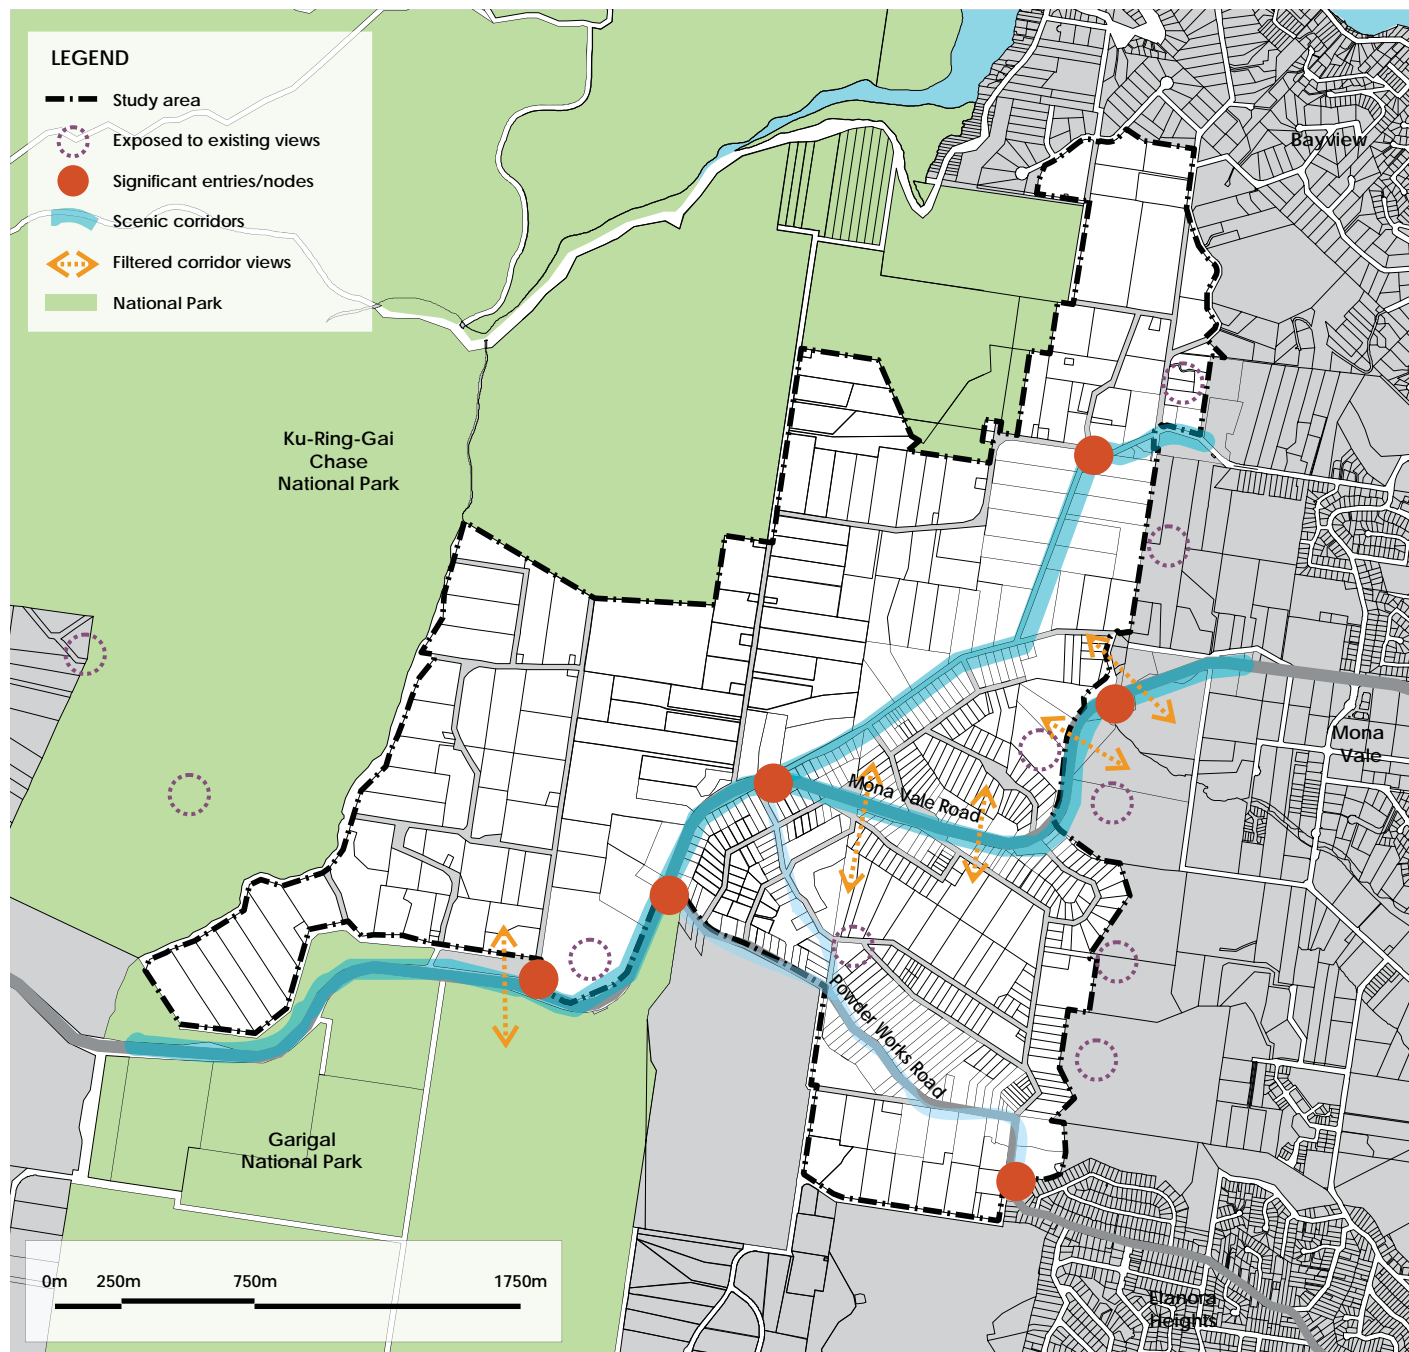 LEGEND
Study area
Exposed to existing views
Significant entries/nodes
Scenic corridors
Filtered corridor views
National Park
Bayview
Ku-Ring-Gai
Chase
National Park
Mona
Vale
Mona Vale Road
Powder Works Road
Garigal
National Park
Elanora
Heights
0m 250m 750m 1750m